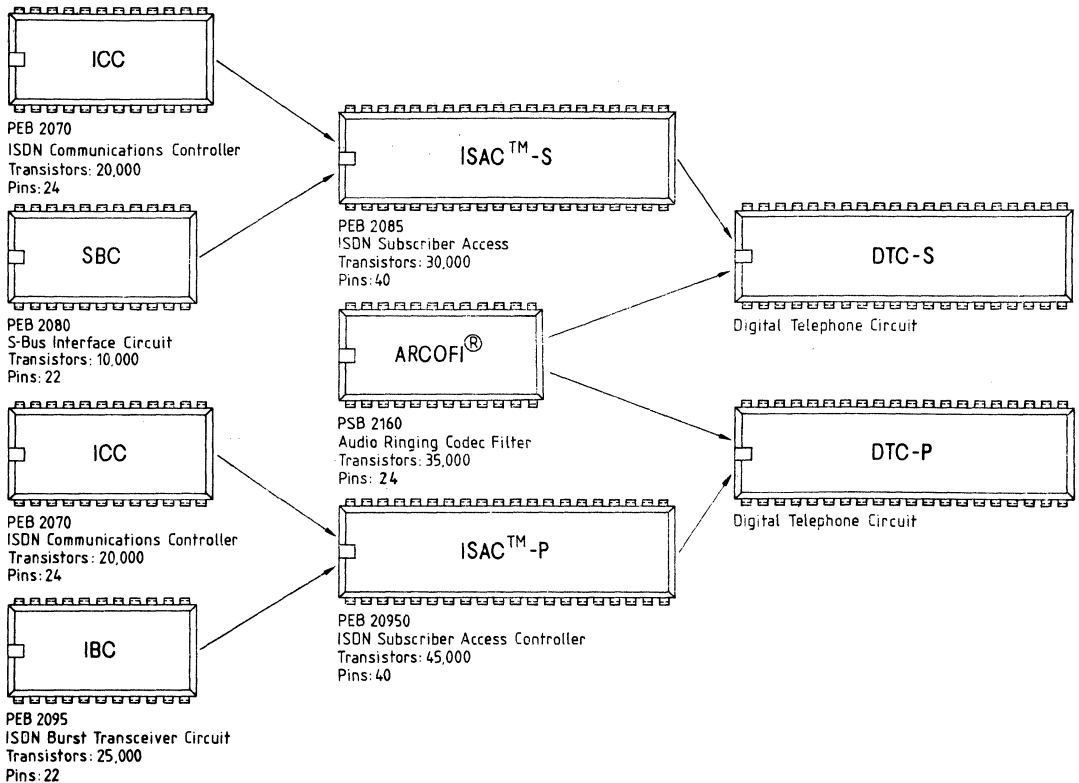 ICC
PEB 2070
ISDN Communications Controller
Transistors: 20,000
Pins: 24
SBC
PEB 2080
S-Bus Interface Circuit
Transistors: 10,000
Pins: 22
ICC
PEB 2070
ISDN Communications Controller
Transistors: 20,000
Pins: 24
IBC
PEB 2095
ISDN Burst Transceiver Circuit
Transistors: 25,000
Pins: 22
ISAC™-S
PEB 2085
ISDN Subscriber Access
Transistors: 30,000
Pins: 40
ARCOFI®
PSB 2160
Audio Ringing Codec Filter
Transistors: 35,000
Pins: 24
ISAC™-P
PEB 20950
ISDN Subscriber Access Controller
Transistors: 45,000
Pins: 40
DTC-S
Digital Telephone Circuit
DTC-P
Digital Telephone Circuit